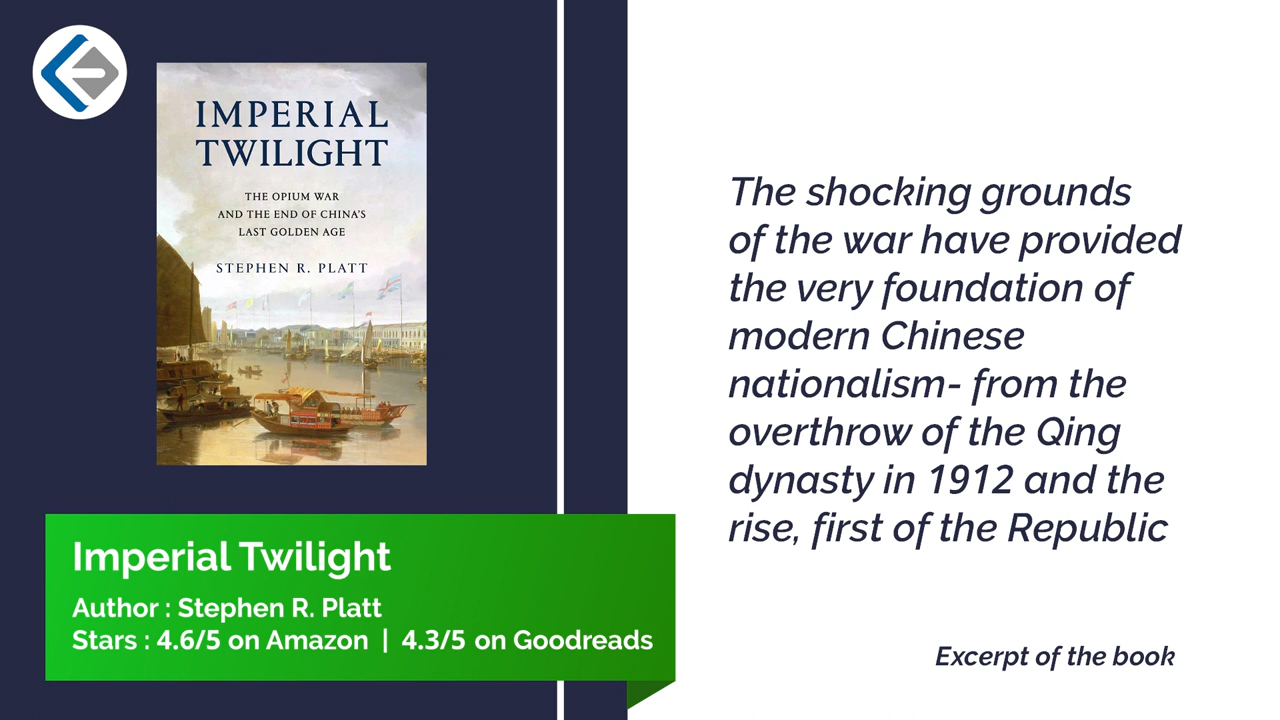 IMPERIAL
TWILIGHT
THE OPIUM WAR
AND THE END OF CHINA'S
LAST GOLDEN AGE
STEPHEN R. PLATT
Imperial Twilight
Author : Stephen R. Platt
Stars : 4.6/5 on Amazon | 4.3/5 on Goodreads
The shocking grounds
of the war have provided
the very foundation of
modern Chinese
nationalism- from the
overthrow of the Qing
dynasty in 1912 and the
rise, first of the Republic
Excerpt of the book